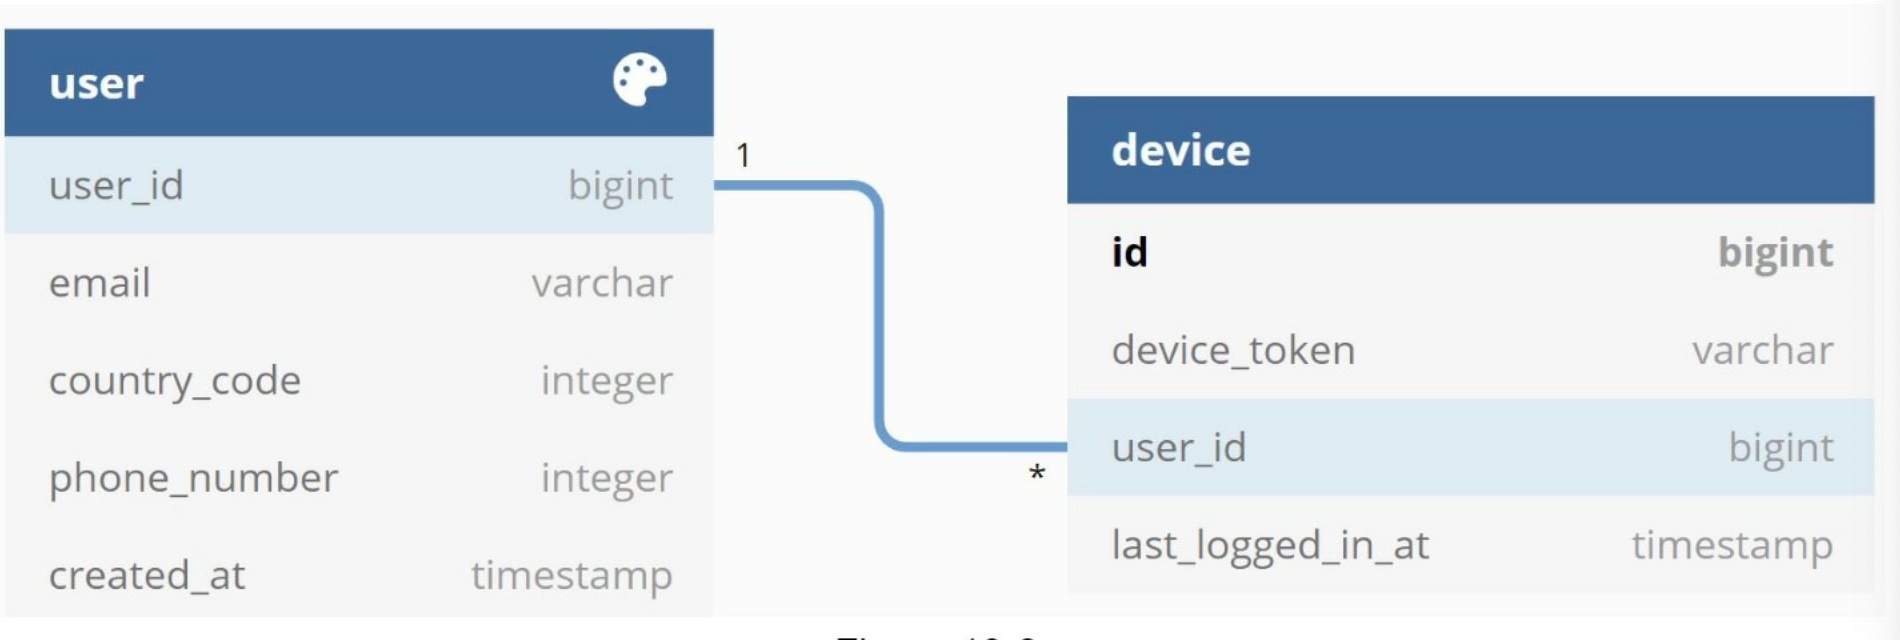 user
user_id bigint
email varchar
country_code integer
phone_number integer
created_at timestamp
1
*
device
id bigint
device_token varchar
user_id bigint
last_logged_in_at timestamp